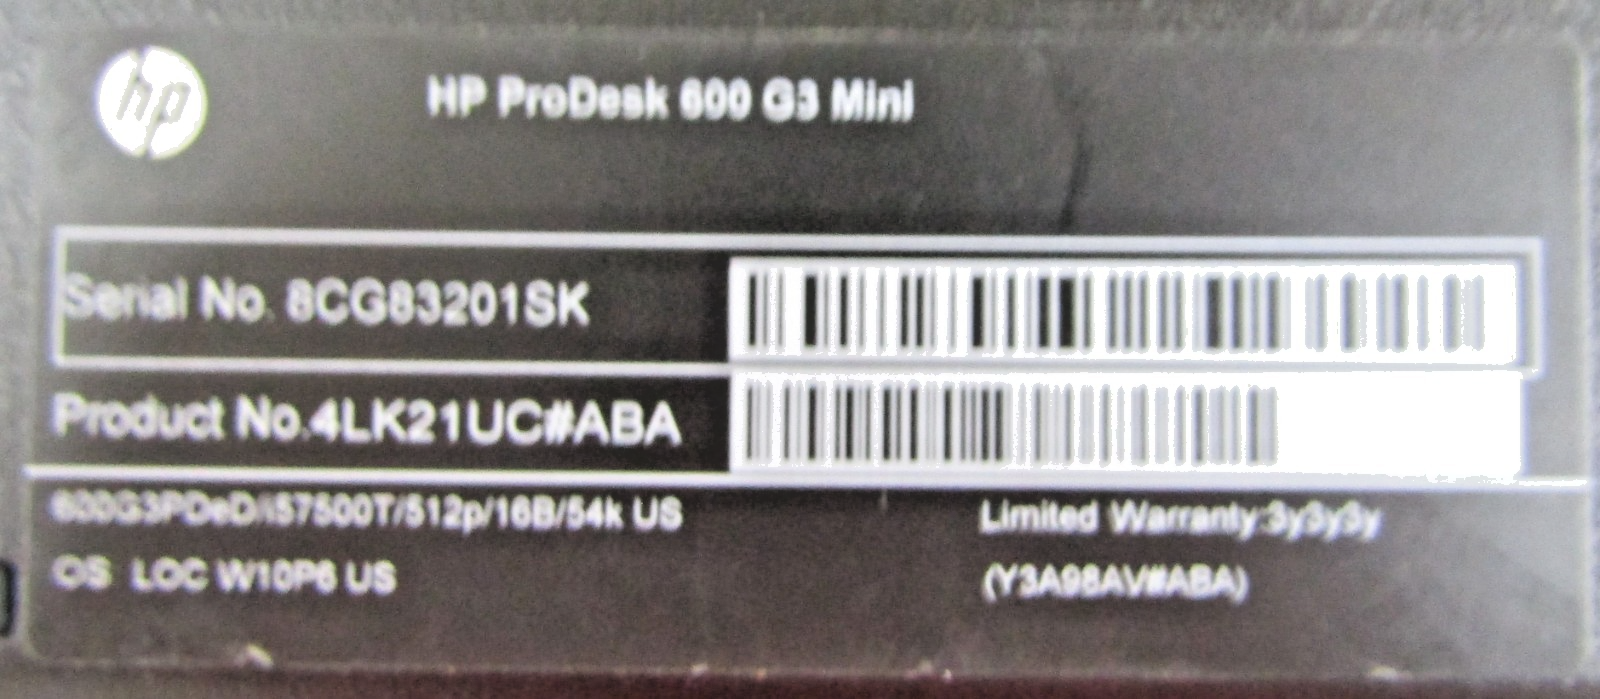 hp
HP ProDesk 600 G3 Mini
Serial No. 8CG83201SK
Product No.4LK21UC#ABA
600G3PDeD/i57500T/512p/16B/54k US
Limited Warranty:3y3y3y
OS LOC W10P6 US
(Y3A98AV#ABA)